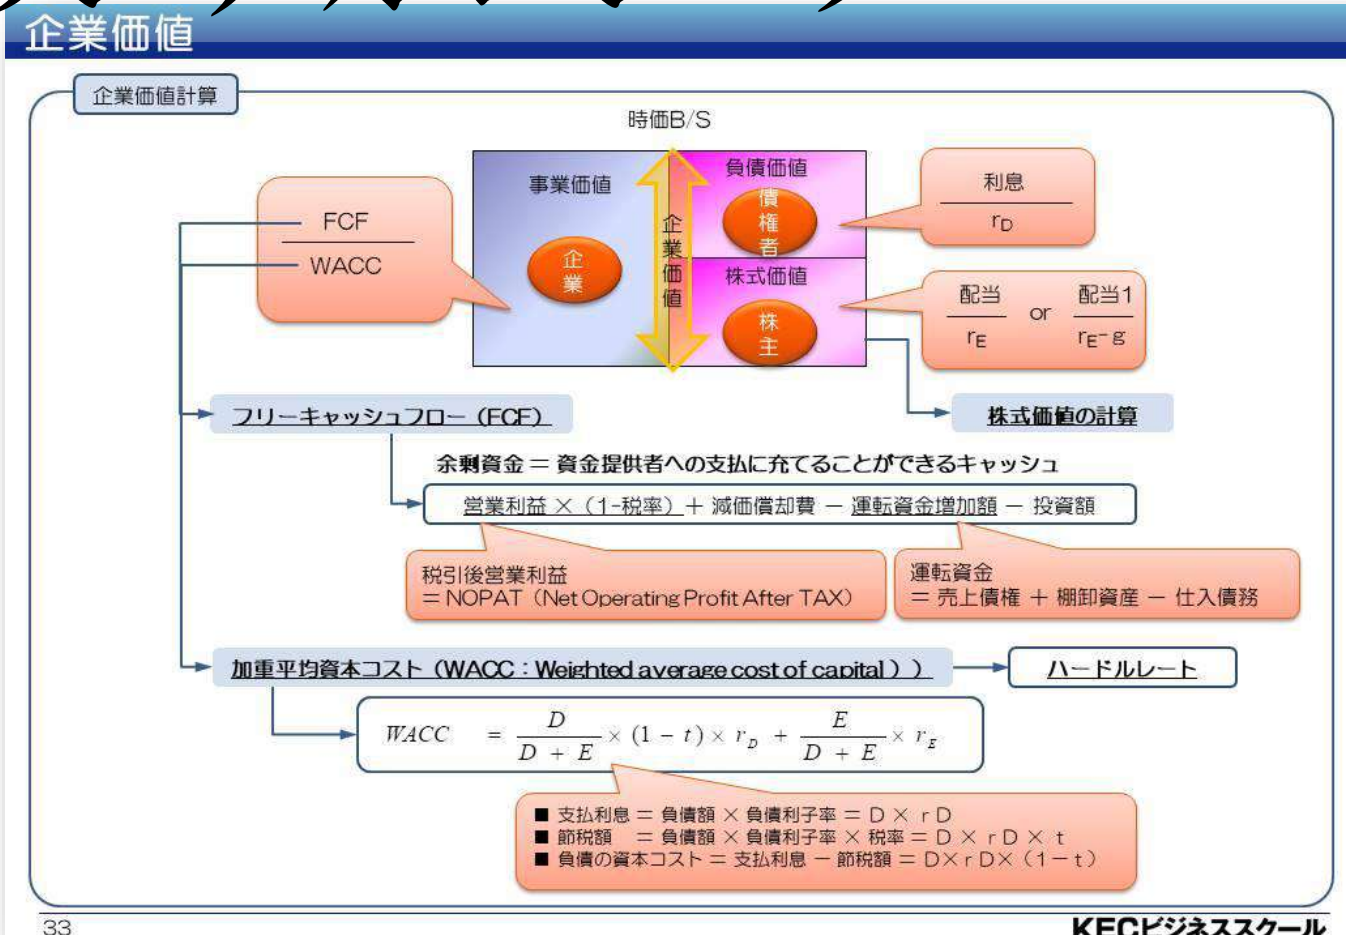 企業価値
企業価値計算
時価B/S
事業価値
企業
企業価値
負債価値
債権者
株式価値
株主
FCF
WACC
利息
rD
配当
rE
or
配当1
rE-g
フリーキャッシュフロー（FCF）
株式価値の計算
余剰資金＝資金提供者への支払に充てることができるキャッシュ
営業利益×（1-税率）＋減価償却費－運転資金増加額－投資額
税引後営業利益
＝NOPAT（Net Operating Profit After TAX）
運転資金
＝売上債権＋棚卸資産－仕入債務
加重平均資本コスト（WACC：Weighted average cost of capital））
ハードルレート
WACC = D / (D + E) × (1 - t) × rD + E / (D + E) × rE
■ 支払利息＝負債額×負債利子率＝D×rD
■ 節税額　＝負債額×負債利子率×税率＝D×rD×t
■ 負債の資本コスト＝支払利息－節税額＝D×rD×（1－t）
33
KECビジネススクール